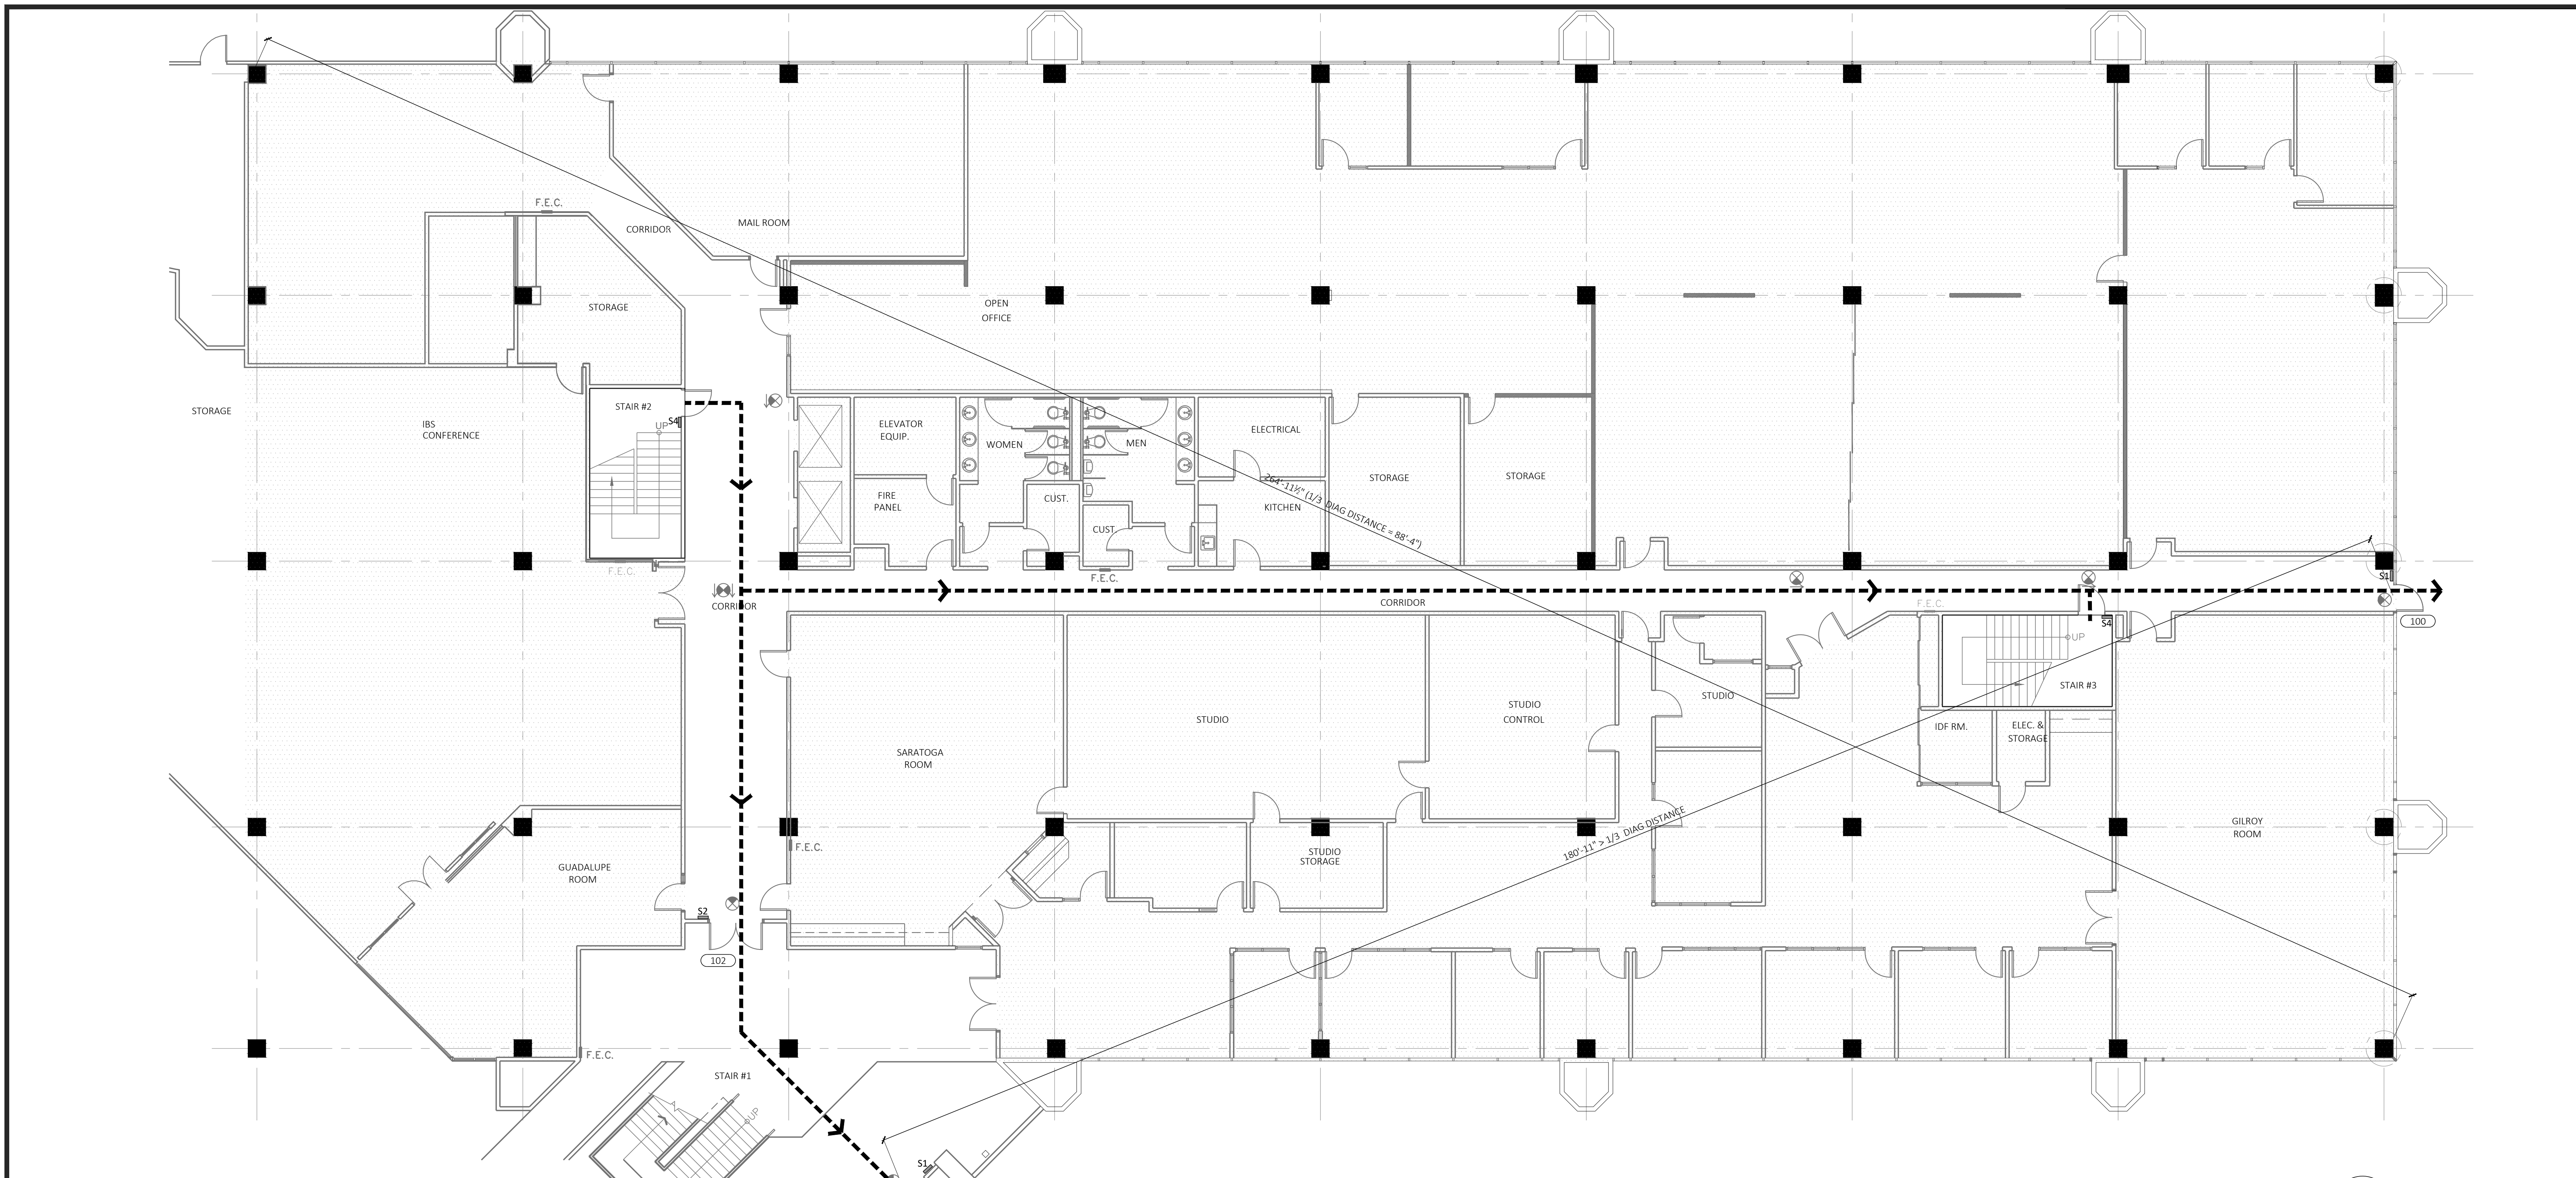 F.E.C.
CORRIDOR
MAIL ROOM
STORAGE
OPEN
OFFICE
STORAGE
IBS
CONFERENCE
STAIR #2
UP
S4
ELEVATOR
EQUIP.
FIRE
PANEL
WOMEN
MEN
CUST.
CUST.
ELECTRICAL
KITCHEN
STORAGE
STORAGE
264'-11½" (1/3 DIAG DISTANCE = 88'-4")
F.E.C.
F.E.C.
CORRIDOR
CORRIDOR
F.E.C.
S1
100
S4
UP
STAIR #3
SARATOGA
ROOM
STUDIO
STUDIO
CONTROL
STUDIO
IDF RM.
ELEC. &
STORAGE
GILROY
ROOM
180'-11" > 1/3 DIAG DISTANCE
F.E.C.
STUDIO
STORAGE
GUADALUPE
ROOM
S2
102
F.E.C.
STAIR #1
UP
S1